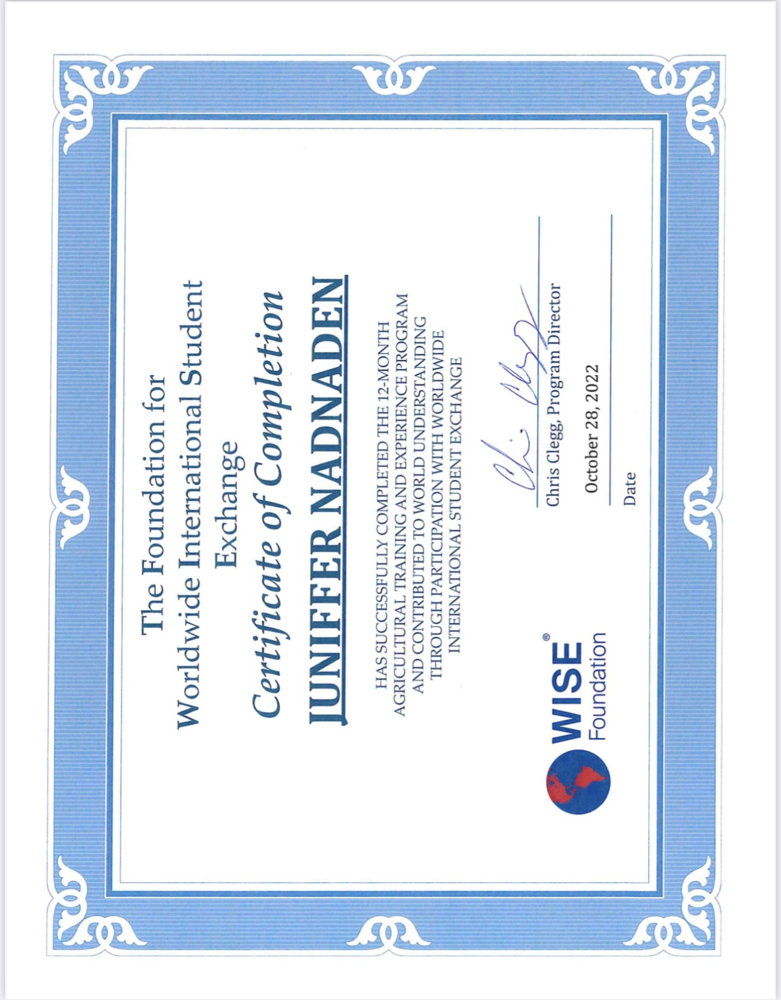 The Foundation for
Worldwide International Student
Exchange
Certificate of Completion
JUNIFFER NADNADEN
HAS SUCCESSFULLY COMPLETED THE 12-MONTH
AGRICULTURAL TRAINING AND EXPERIENCE PROGRAM
AND CONTRIBUTED TO WORLD UNDERSTANDING
THROUGH PARTICIPATION WITH WORLDWIDE
INTERNATIONAL STUDENT EXCHANGE
Chris Clegg
Chris Clegg, Program Director
October 28, 2022
Date
WISE®
Foundation